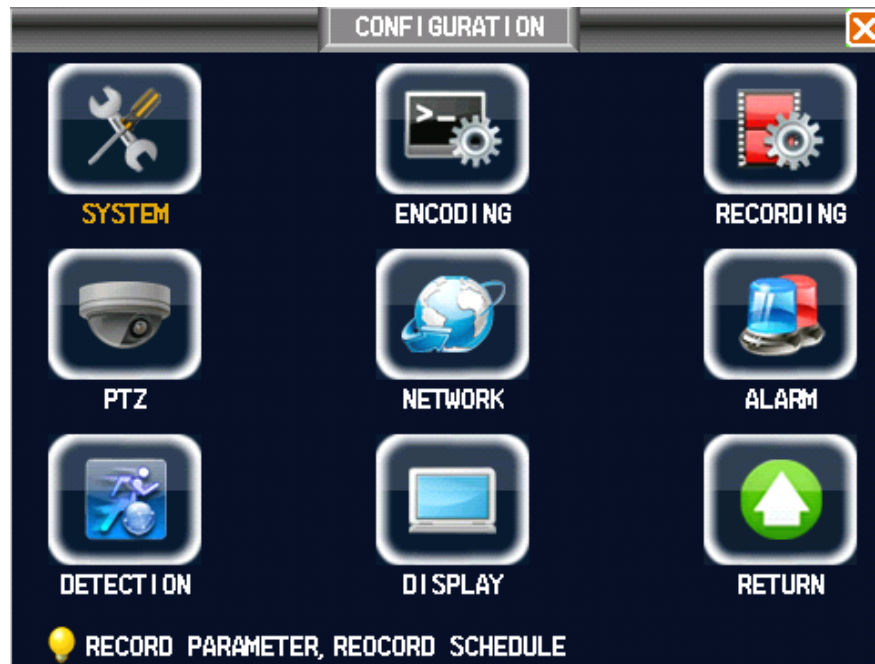 CONFIGURATION
SYSTEM
ENCODING
RECORDING
PTZ
NETWORK
ALARM
DETECTION
DISPLAY
RETURN
RECORD PARAMETER, REOCORD SCHEDULE